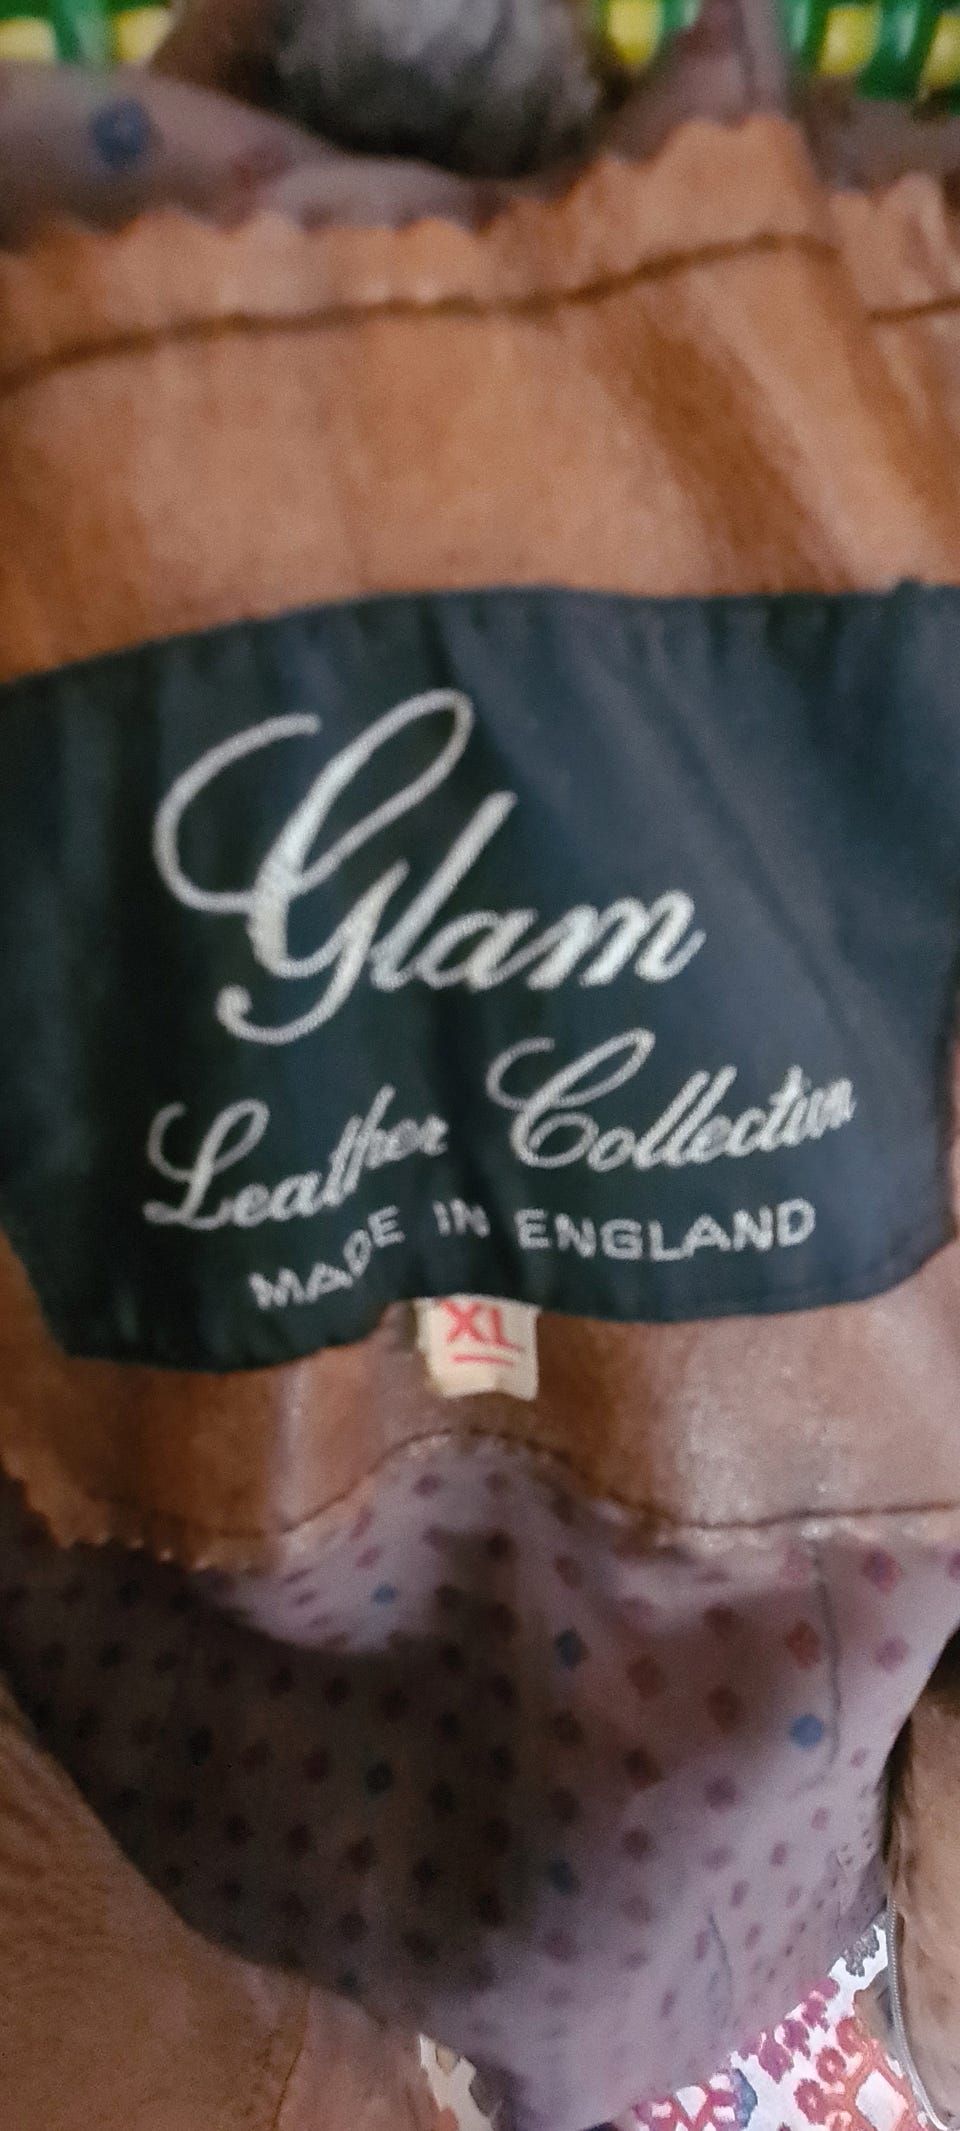 Glam
Leather Collection
MADE IN ENGLAND
XL